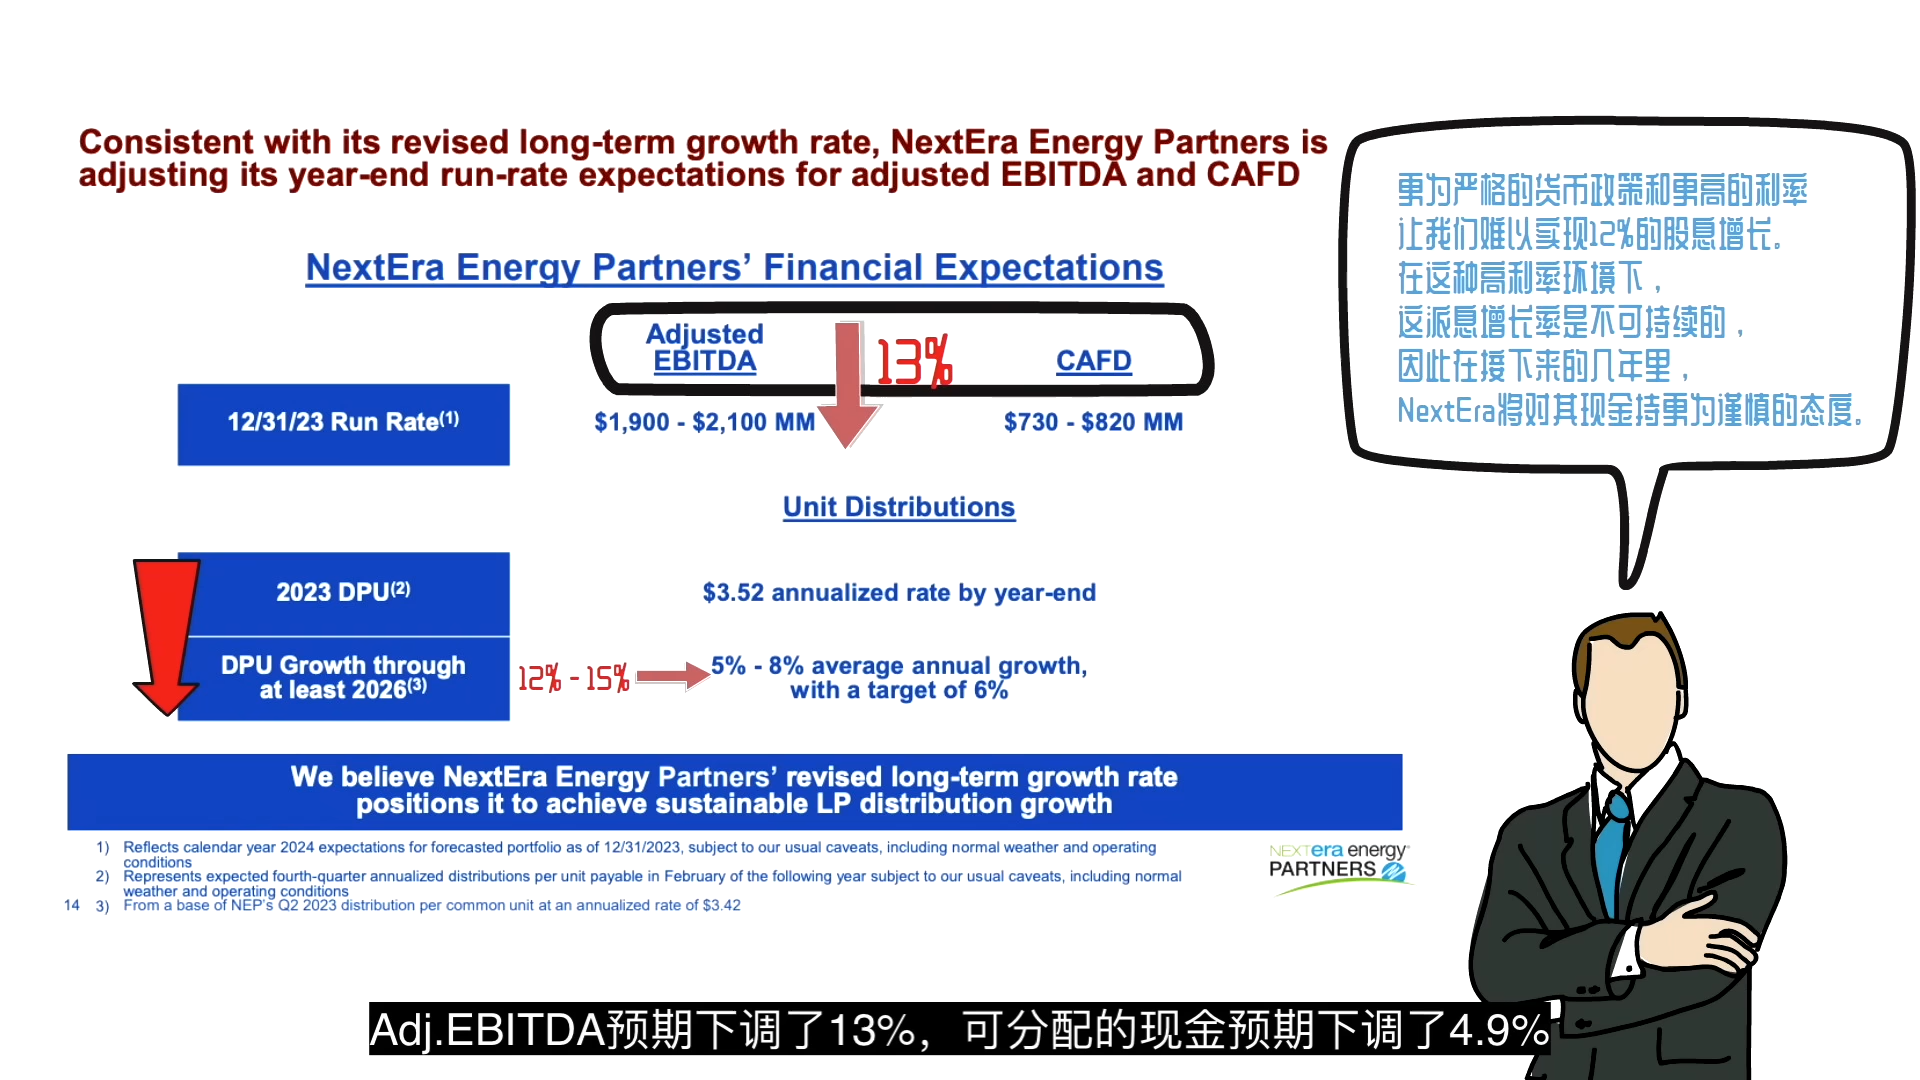 Consistent with its revised long-term growth rate, NextEra Energy Partners is
adjusting its year-end run-rate expectations for adjusted EBITDA and CAFD
NextEra Energy Partners’ Financial Expectations
Adjusted
EBITDA
13%
CAFD
12/31/23 Run Rate(1)
$1,900 - $2,100 MM
$730 - $820 MM
Unit Distributions
2023 DPU(2)
$3.52 annualized rate by year-end
DPU Growth through
at least 2026(3)
12% - 15%
5% - 8% average annual growth,
with a target of 6%
We believe NextEra Energy Partners’ revised long-term growth rate
positions it to achieve sustainable LP distribution growth
1) Reflects calendar year 2024 expectations for forecasted portfolio as of 12/31/2023, subject to our usual caveats, including normal weather and operating
conditions
2) Represents expected fourth-quarter annualized distributions per unit payable in February of the following year subject to our usual caveats, including normal
weather and operating conditions
14 3) From a base of NEP’s Q2 2023 distribution per common unit at an annualized rate of $3.42
NEXTera energy
PARTNERS
更为严格的货币政策和更高的利率
让我们难以实现12%的股息增长。
在这种高利率环境下，
这派息增长率是不可持续的，
因此在接下来的几年里，
NextEra将对其现金持更为谨慎的态度。
Adj.EBITDA预期下调了13%，可分配的现金预期下调了4.9%